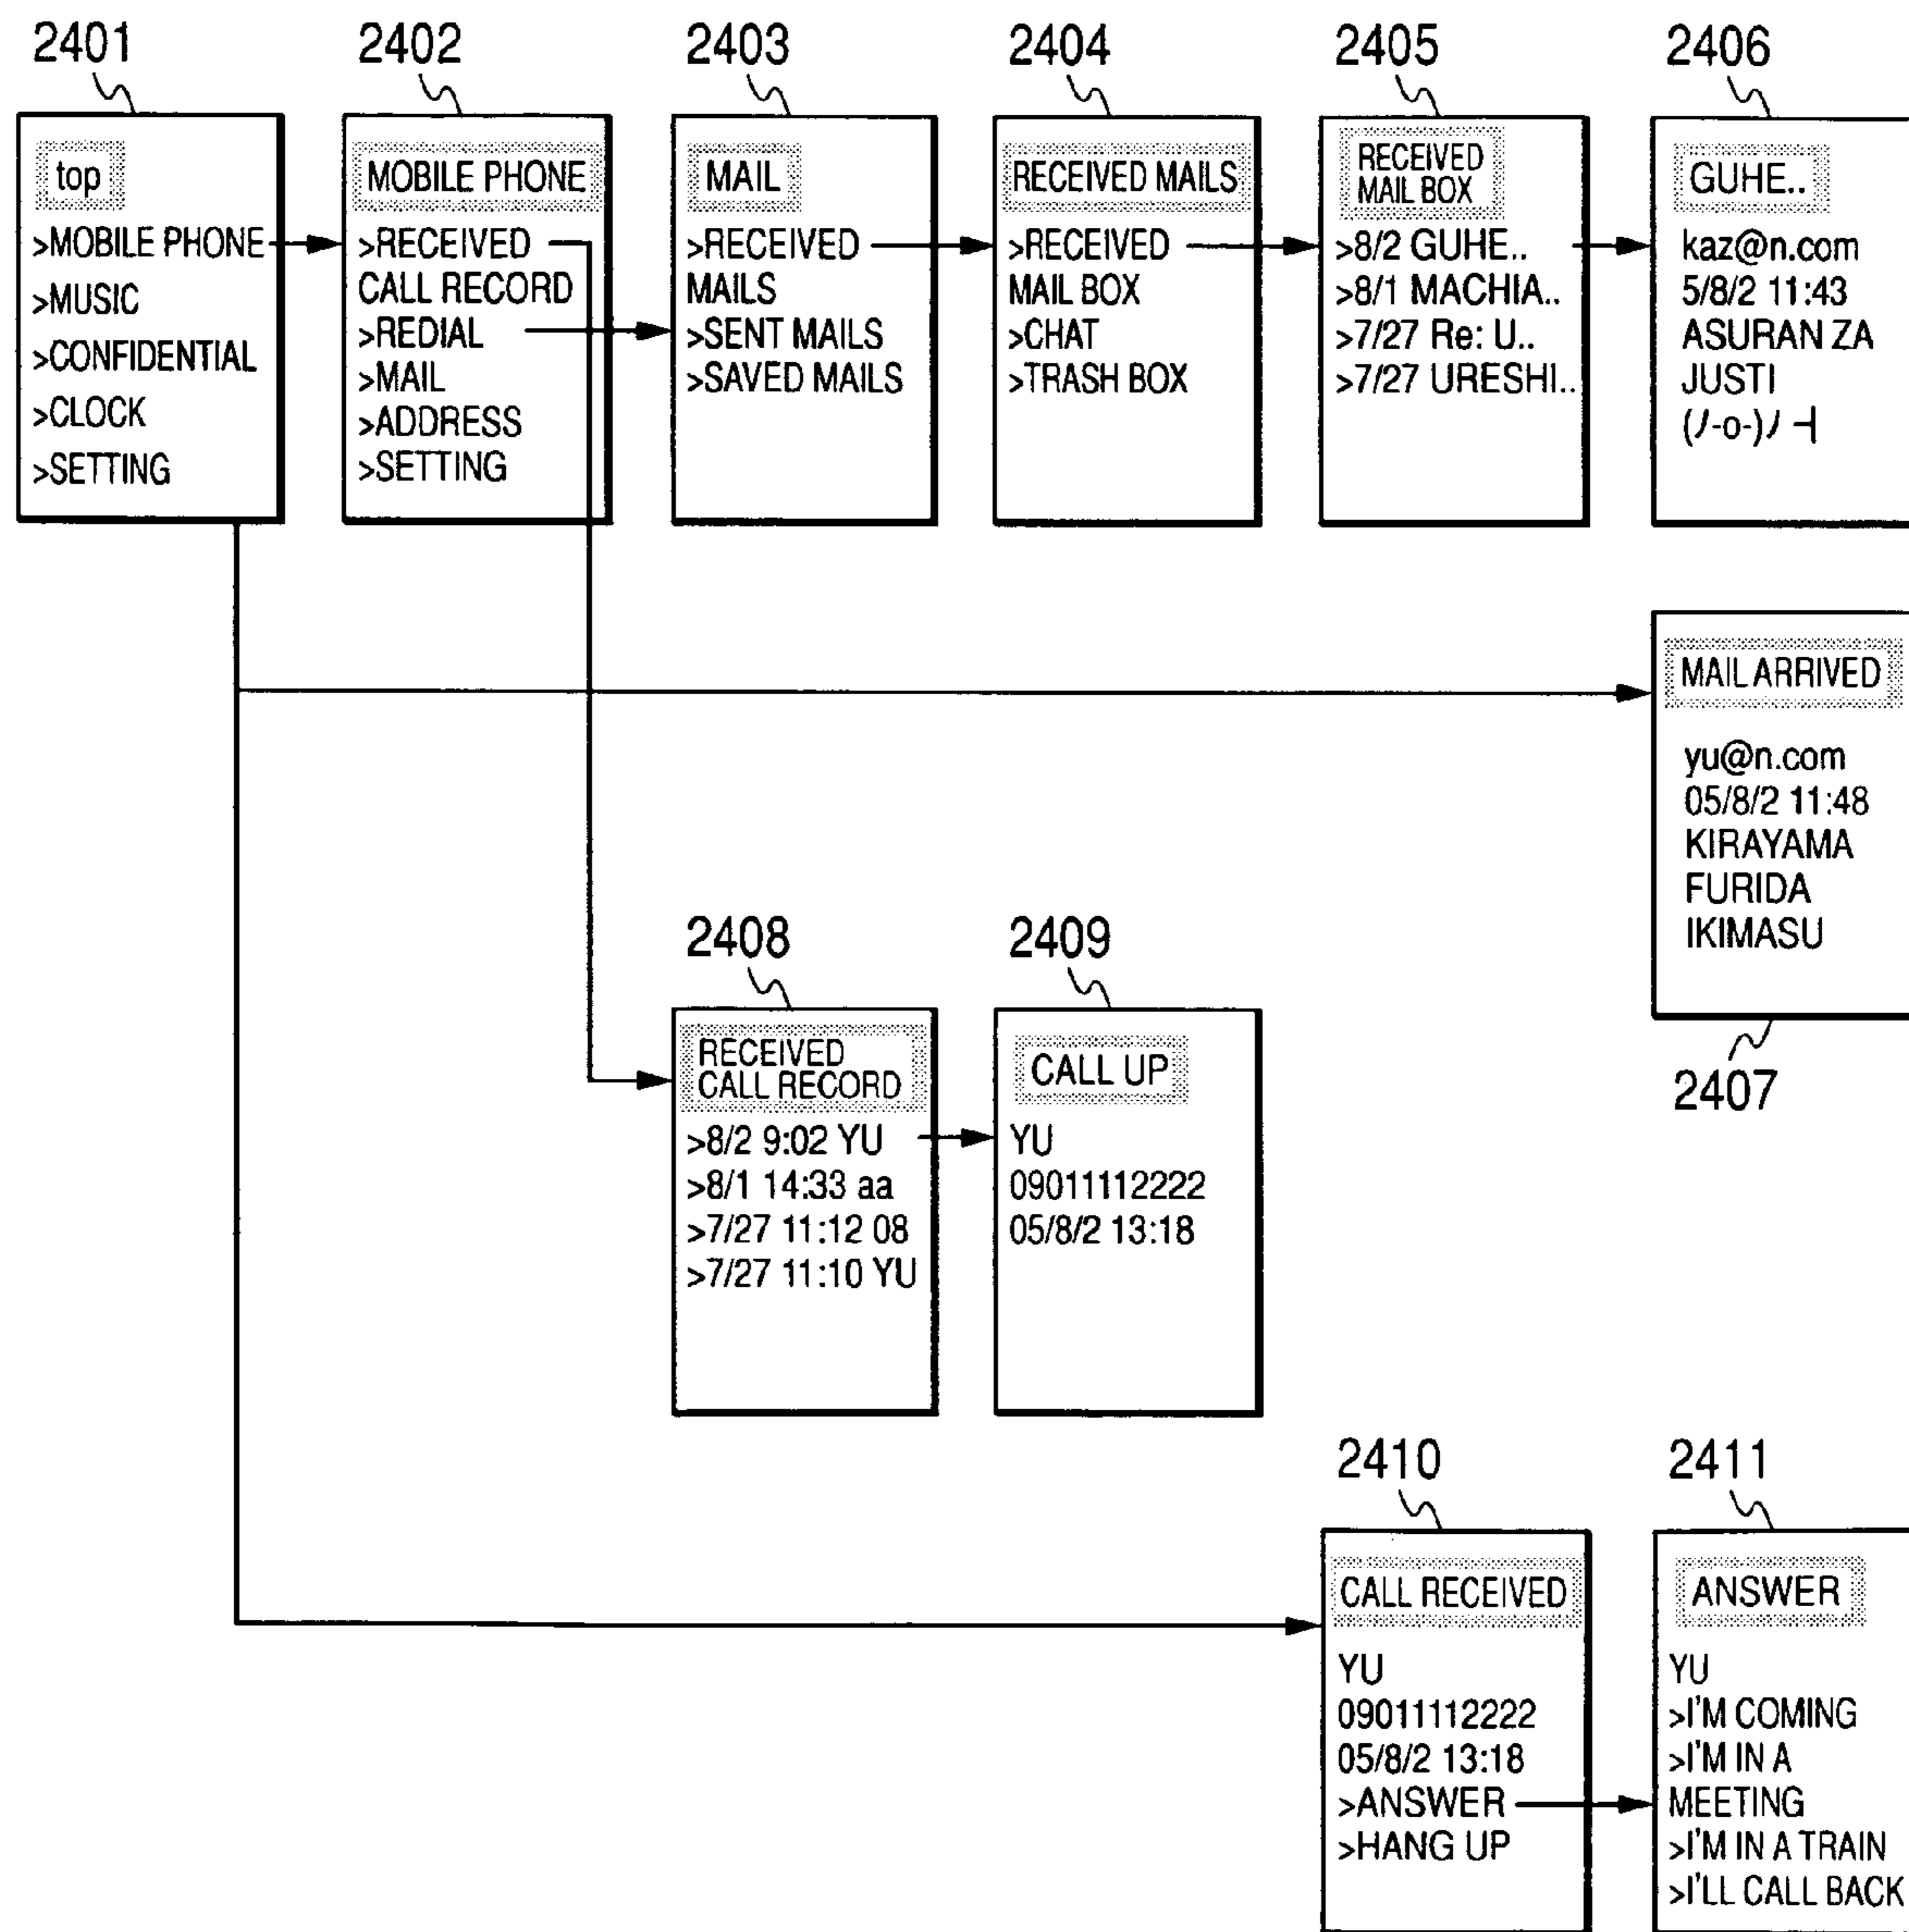 2401
top
>MOBILE PHONE
>MUSIC
>CONFIDENTIAL
>CLOCK
>SETTING
2402
MOBILE PHONE
>RECEIVED
CALL RECORD
>REDIAL
>MAIL
>ADDRESS
>SETTING
2403
MAIL
>RECEIVED
MAILS
>SENT MAILS
>SAVED MAILS
2404
RECEIVED MAILS
>RECEIVED
MAIL BOX
>CHAT
>TRASH BOX
2405
RECEIVED
MAIL BOX
>8/2 GUHE..
>8/1 MACHIA..
>7/27 Re: U..
>7/27 URESHI..
2406
GUHE..
kaz@n.com
5/8/2 11:43
ASURAN ZA
JUSTI
(ノ-o-)ノ ┤
MAIL ARRIVED
yu@n.com
05/8/2 11:48
KIRAYAMA
FURIDA
IKIMASU
2407
2408
RECEIVED
CALL RECORD
>8/2 9:02 YU
>8/1 14:33 aa
>7/27 11:12 08
>7/27 11:10 YU
2409
CALL UP
YU
09011112222
05/8/2 13:18
2410
CALL RECEIVED
YU
09011112222
05/8/2 13:18
>ANSWER
>HANG UP
2411
ANSWER
YU
>I'M COMING
>I'M IN A
MEETING
>I'M IN A TRAIN
>I'LL CALL BACK